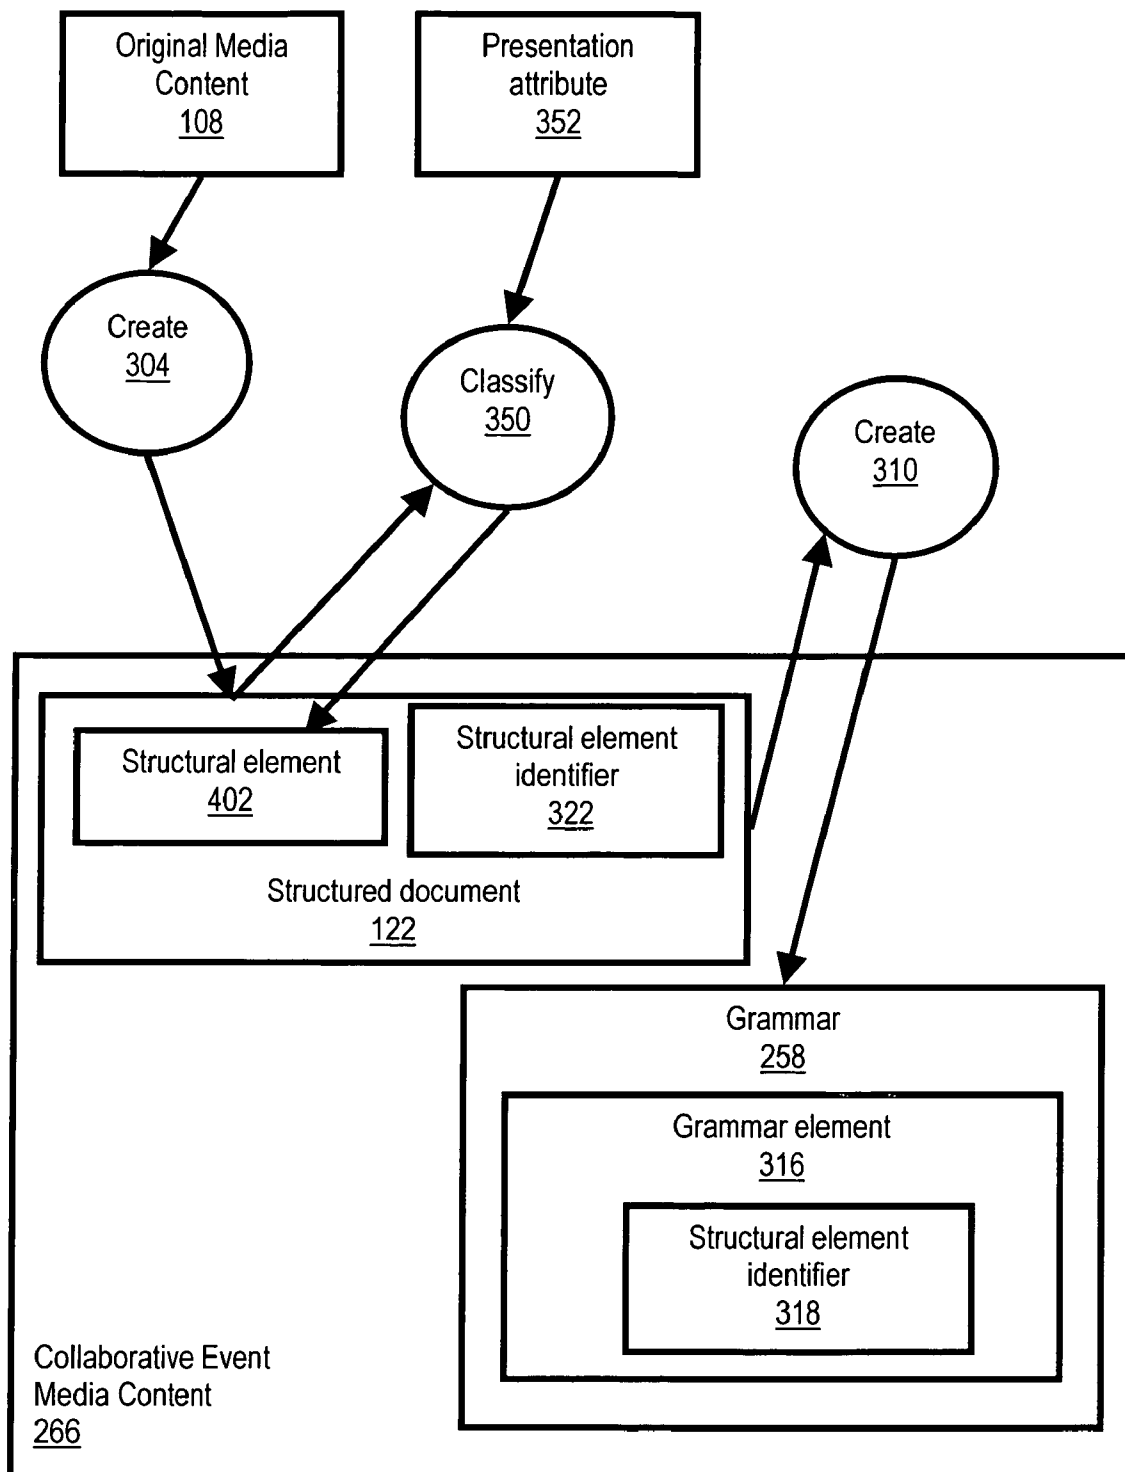 Original Media
Content
108
Presentation
attribute
352
Create
304
Classify
350
Create
310
Structural element
402
Structural element
identifier
322
Structured document
122
Grammar
258
Grammar element
316
Structural element
identifier
318
Collaborative Event
Media Content
266